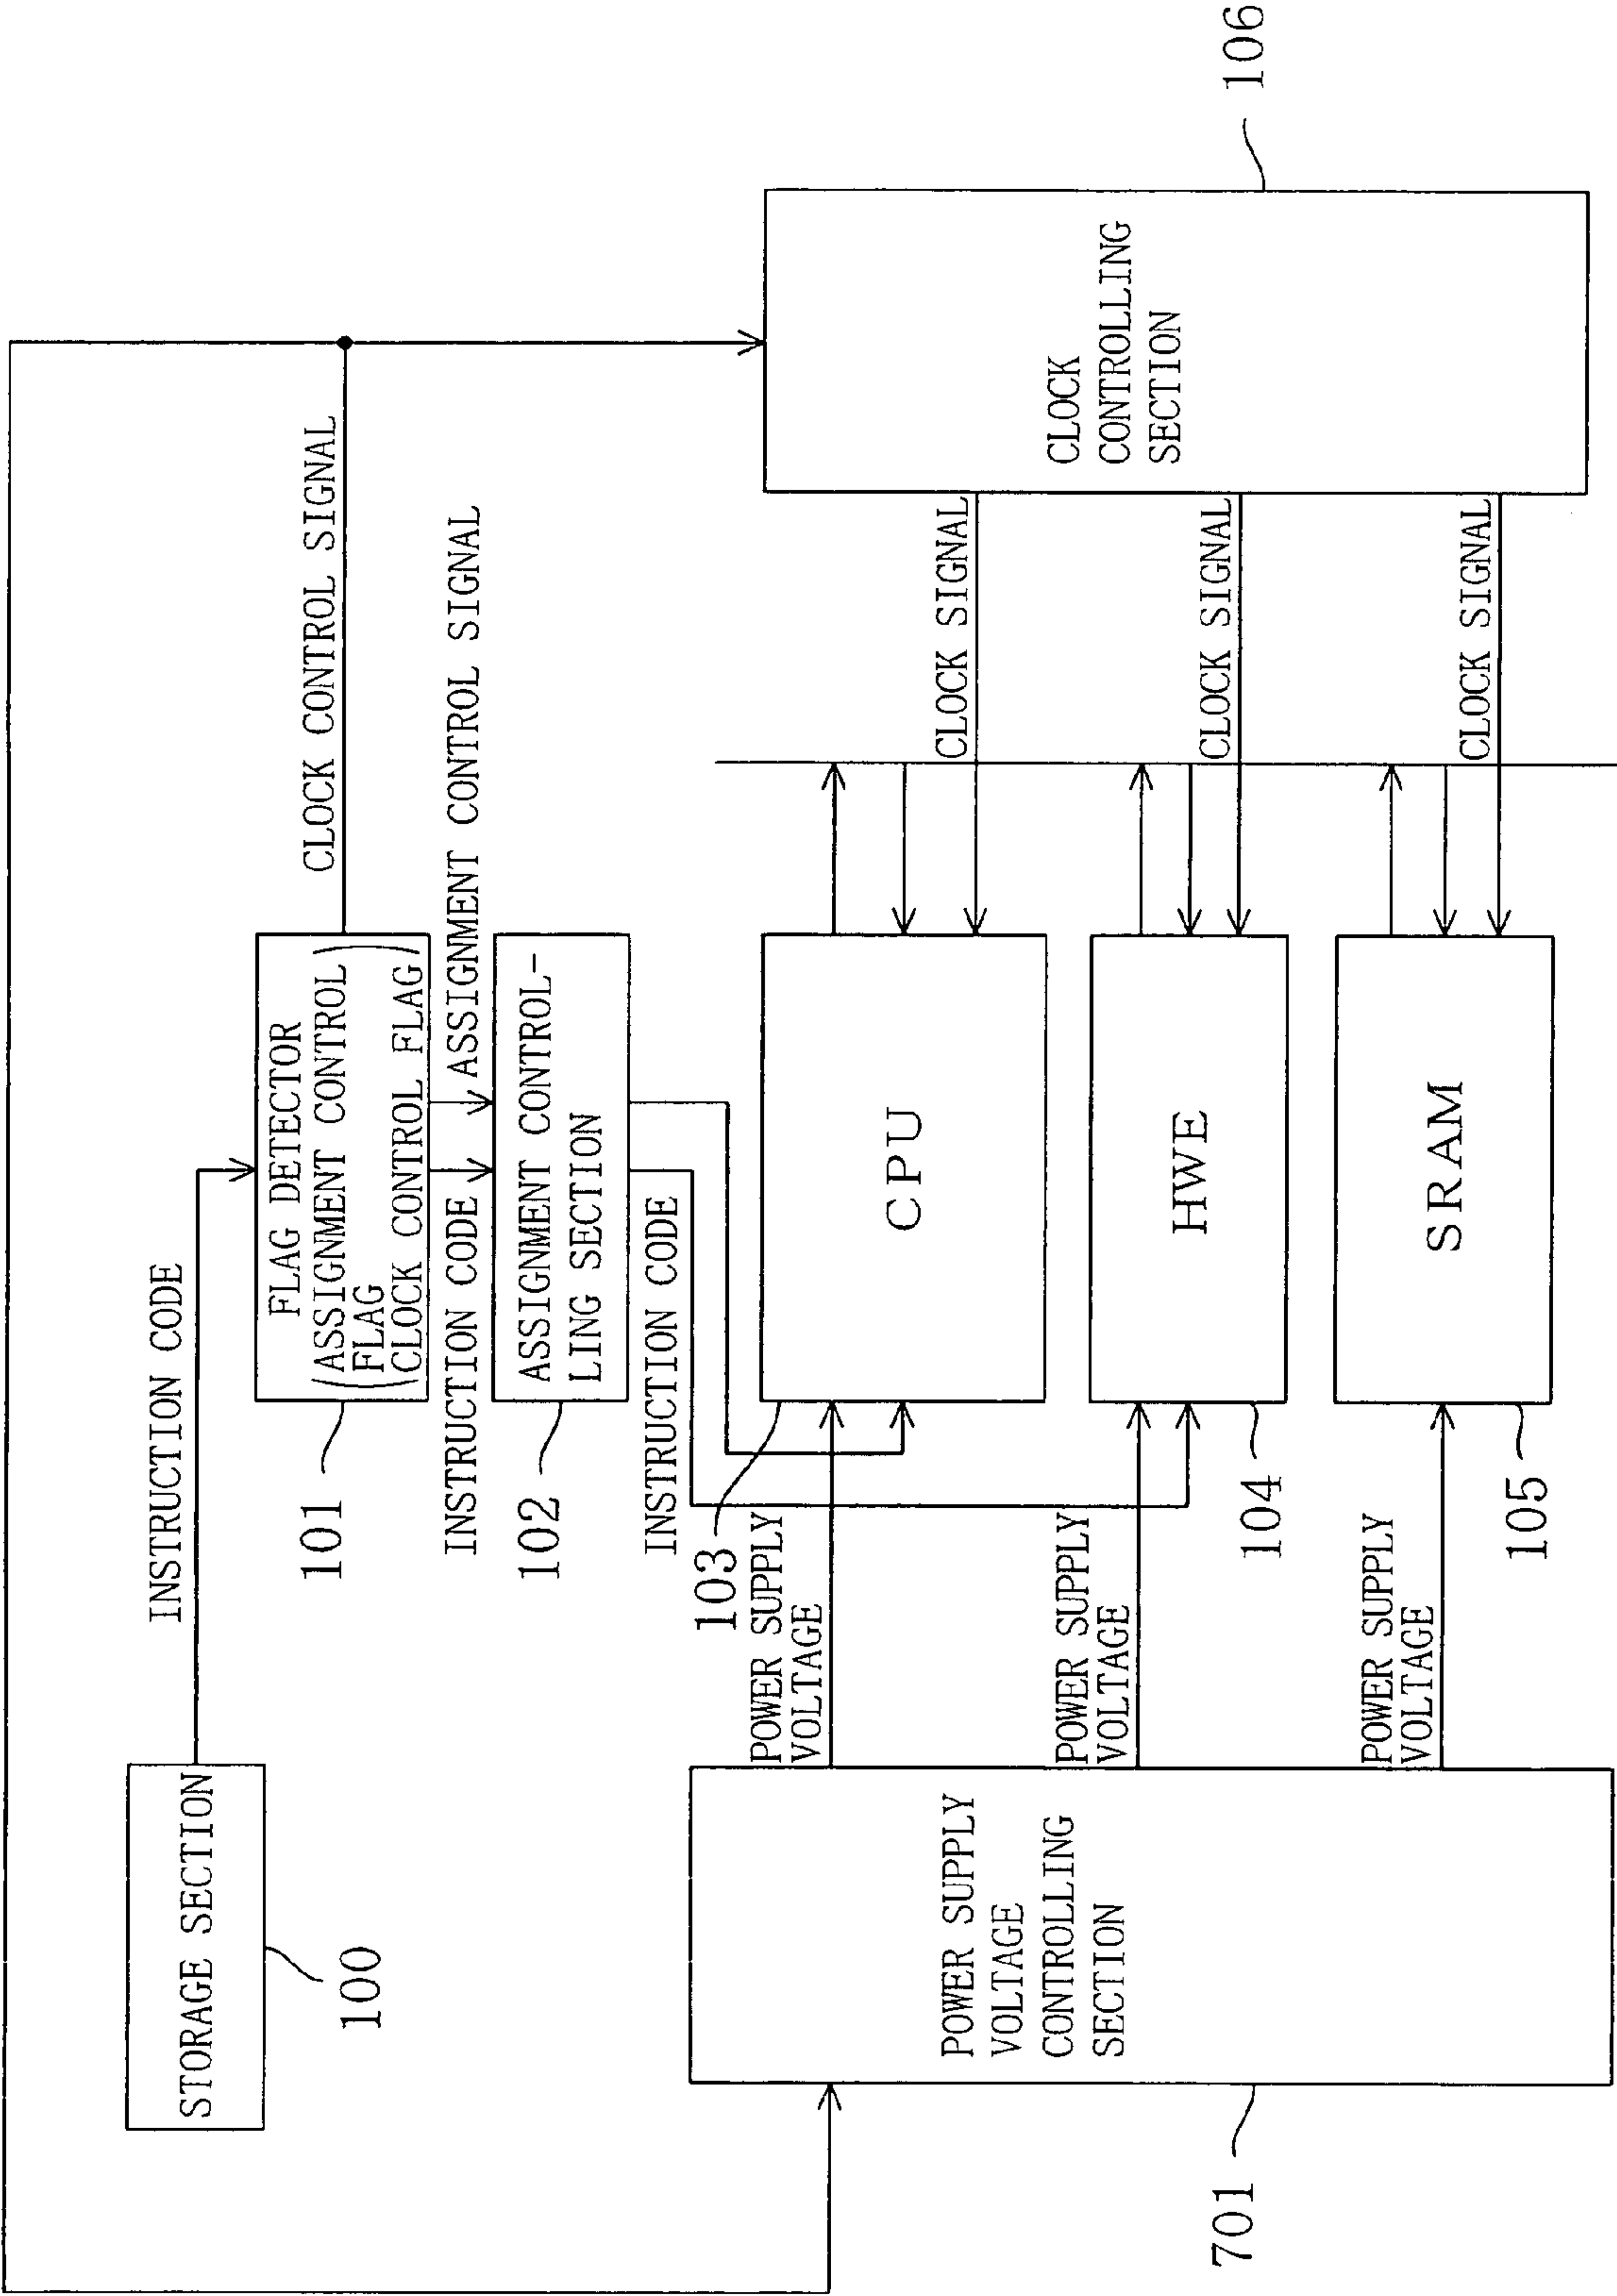 STORAGE SECTION
100
INSTRUCTION CODE
FLAG DETECTOR
(ASSIGNMENT CONTROL)
FLAG
(CLOCK CONTROL FLAG)
101
CLOCK CONTROL SIGNAL
INSTRUCTION CODE
ASSIGNMENT CONTROL SIGNAL
ASSIGNMENT CONTROL-
LING SECTION
102
INSTRUCTION CODE
103
POWER SUPPLY
VOLTAGE
CPU
CLOCK SIGNAL
POWER SUPPLY
VOLTAGE
CONTROLLING
SECTION
701
POWER SUPPLY
VOLTAGE
HWE
104
CLOCK SIGNAL
CLOCK
CONTROLLING
SECTION
106
POWER SUPPLY
VOLTAGE
SRAM
105
CLOCK SIGNAL